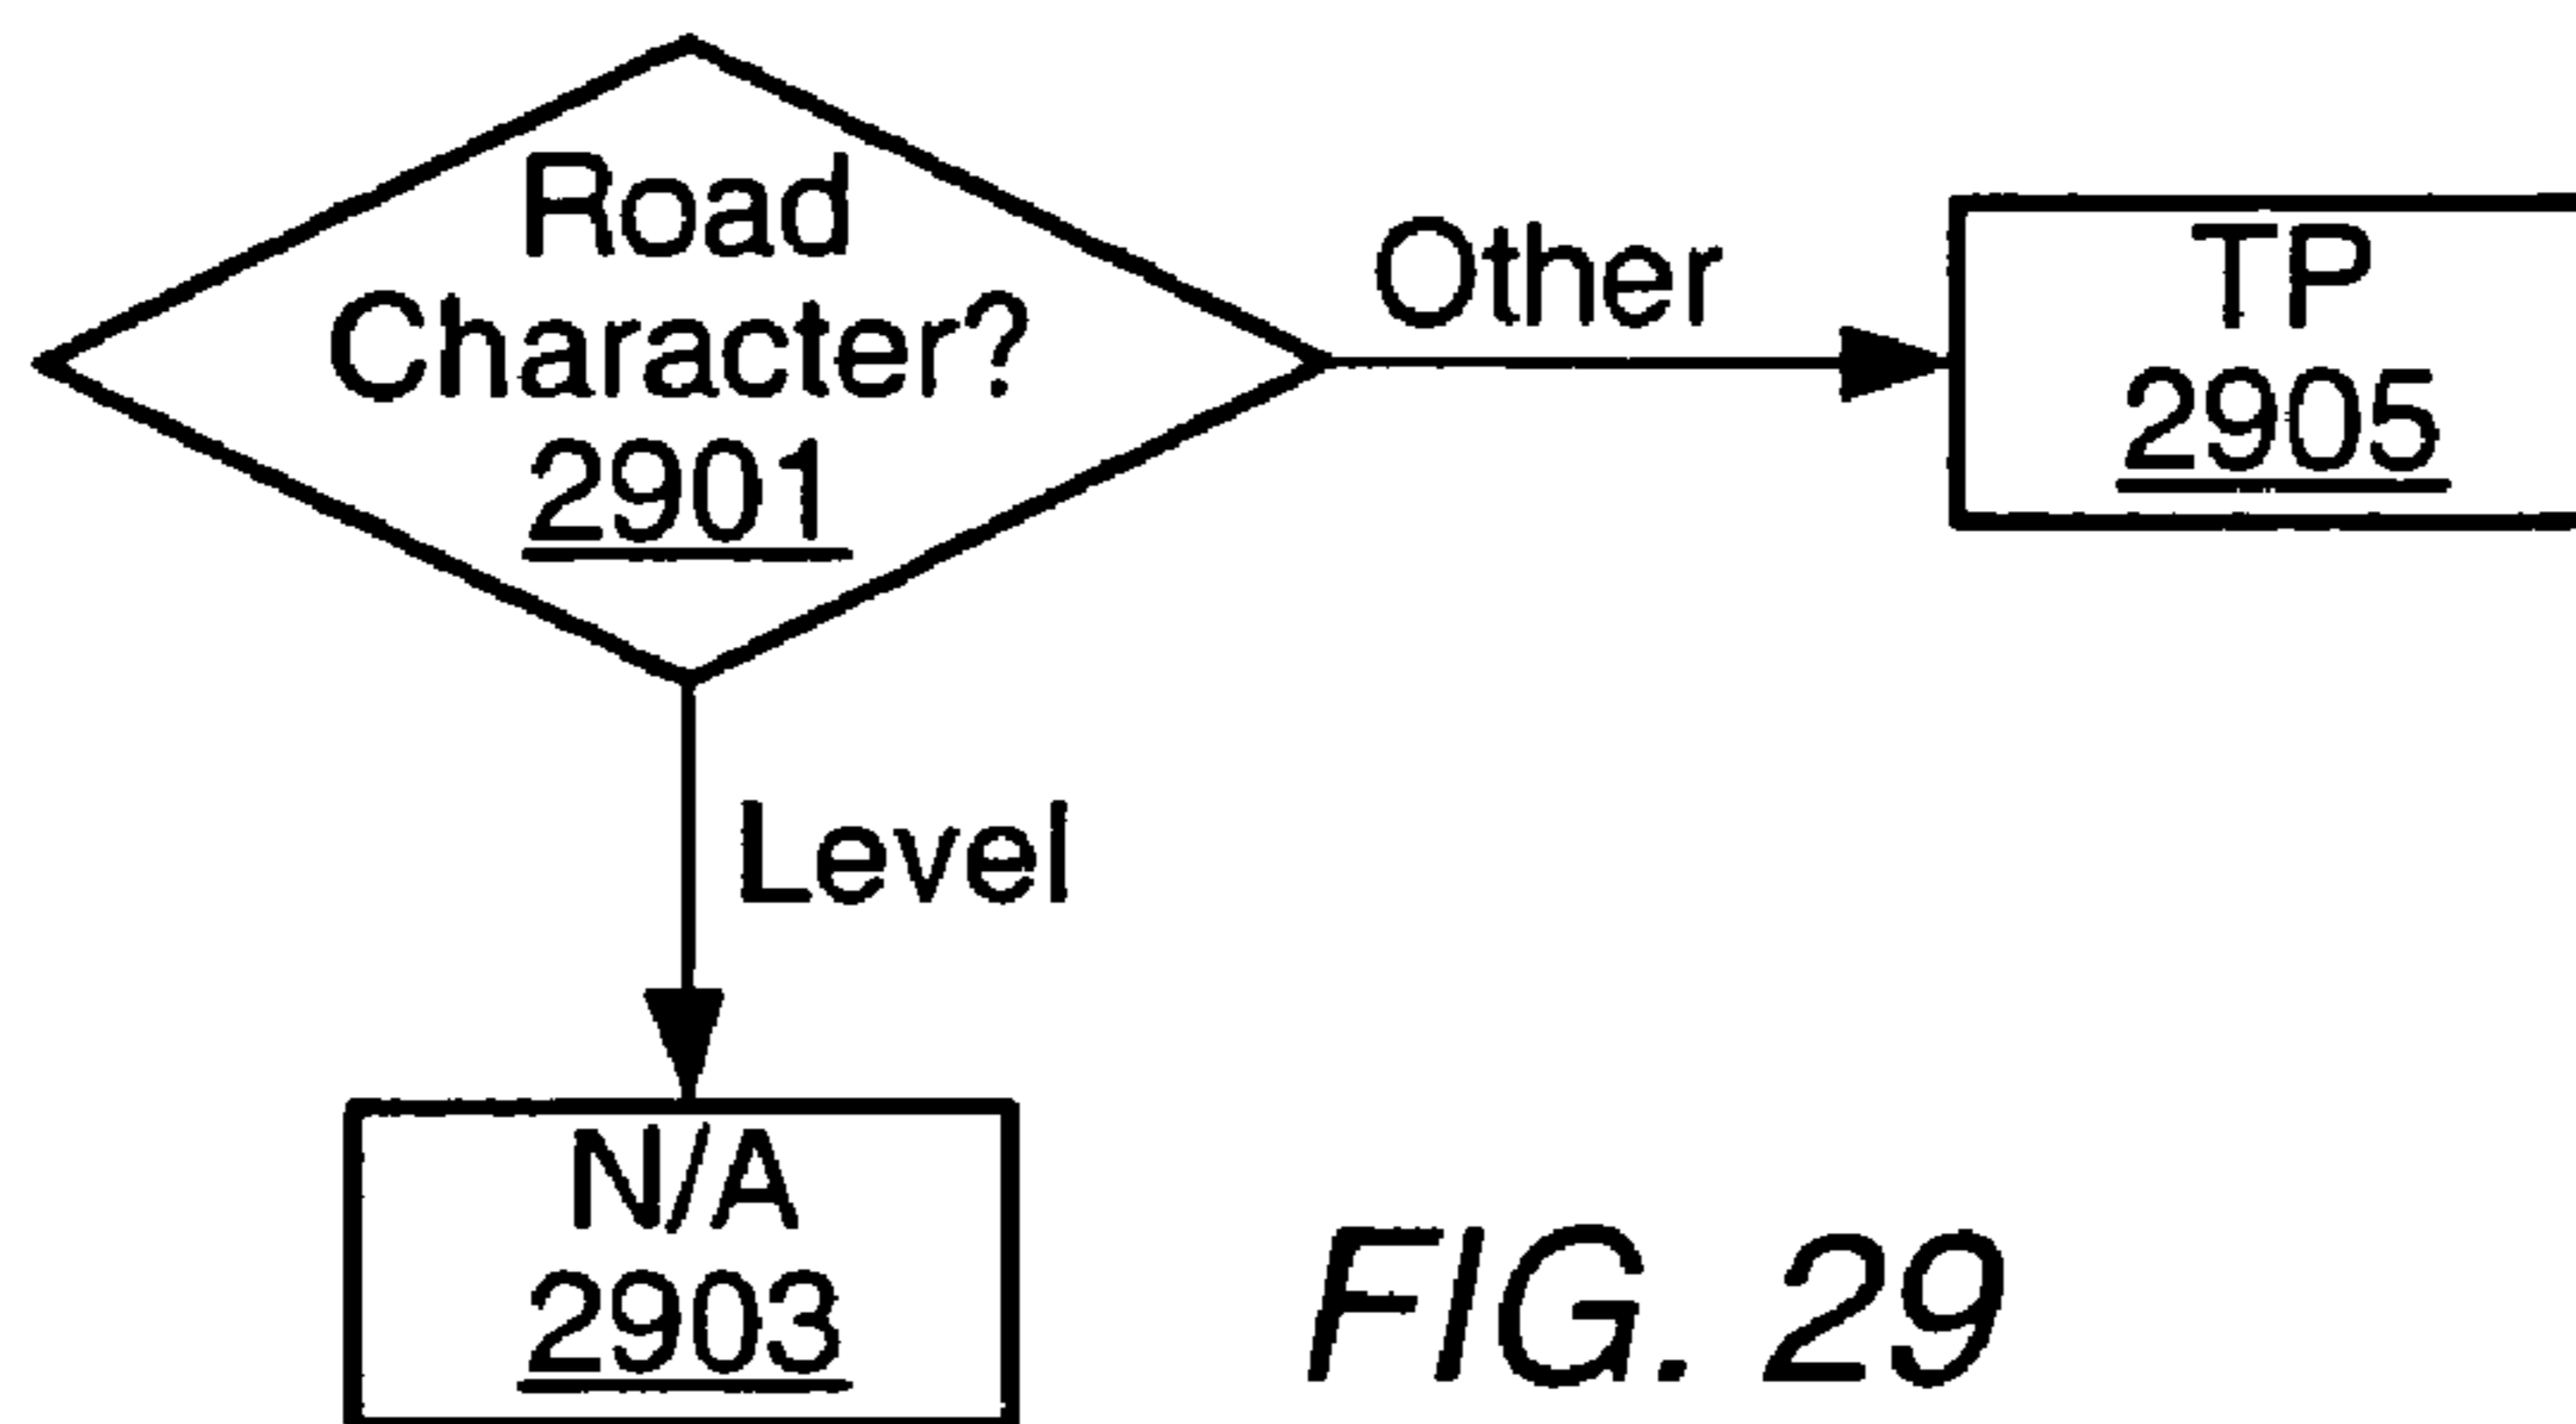 Road
Character?
2901
Other
TP
2905
Level
N/A
2903
FIG. 29